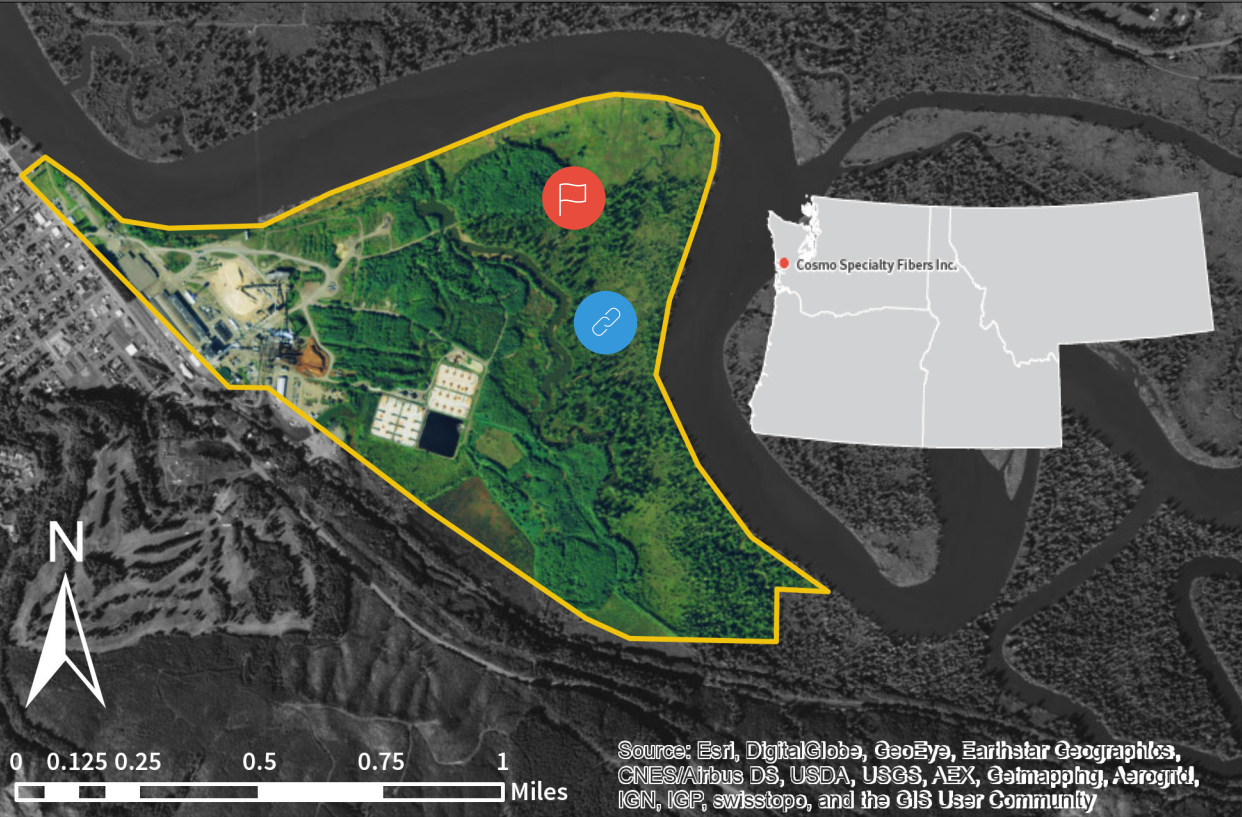 Cosmo Specialty Fibers Inc.
N
0 0.125 0.25 0.5 0.75 1
Miles
Source: Esri, DigitalGlobe, GeoEye, Earthstar Geographics,
CNES/Airbus DS, USDA, USGS, AEX, Getmapping, Aerogrid,
IGN, IGP, swisstopo, and the GIS User Community